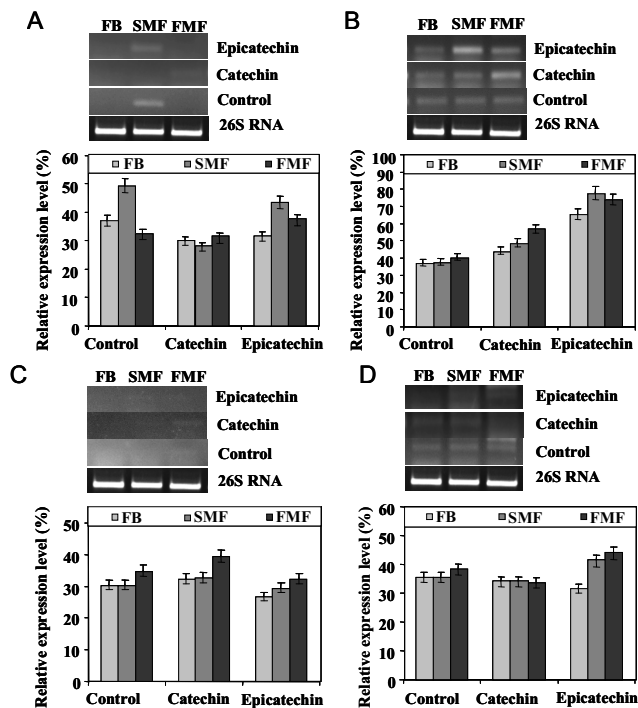 A
FB SMF FMF
Epicatechin
Catechin
Control
26S RNA
Relative expression level (%)
60
50
40
30
20
10
0
FB SMF FMF
Control Catechin Epicatechin
B
FB SMF FMF
Epicatechin
Catechin
Control
26S RNA
Relative expression level (%)
100
90
80
70
60
50
40
30
20
10
0
FB SMF FMF
Control Catechin Epicatechin
C
FB SMF FMF
Epicatechin
Catechin
Control
26S RNA
Relative expression level (%)
50
40
30
20
10
0
FB SMF FMF
Control Catechin Epicatechin
D
FB SMF FMF
Epicatechin
Catechin
Control
26S RNA
Relative expression level (%)
60
50
40
30
20
10
0
FB SMF FMF
Control Catechin Epicatechin